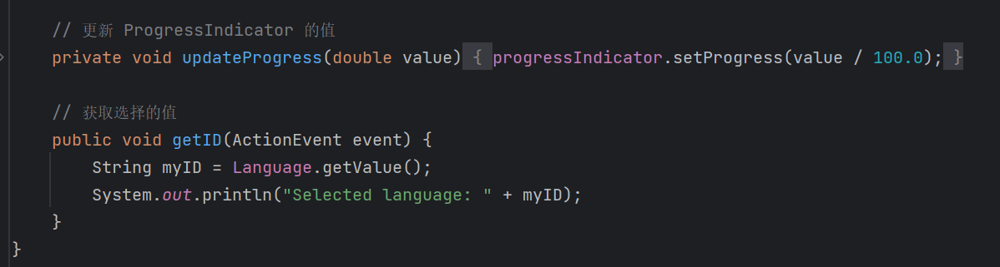 // 更新 ProgressIndicator 的值
private void updateProgress(double value) { progressIndicator.setProgress(value / 100.0); }
// 获取选择的值
public void getID(ActionEvent event) {
String myID = Language.getValue();
System.out.println("Selected language: " + myID);
}
}